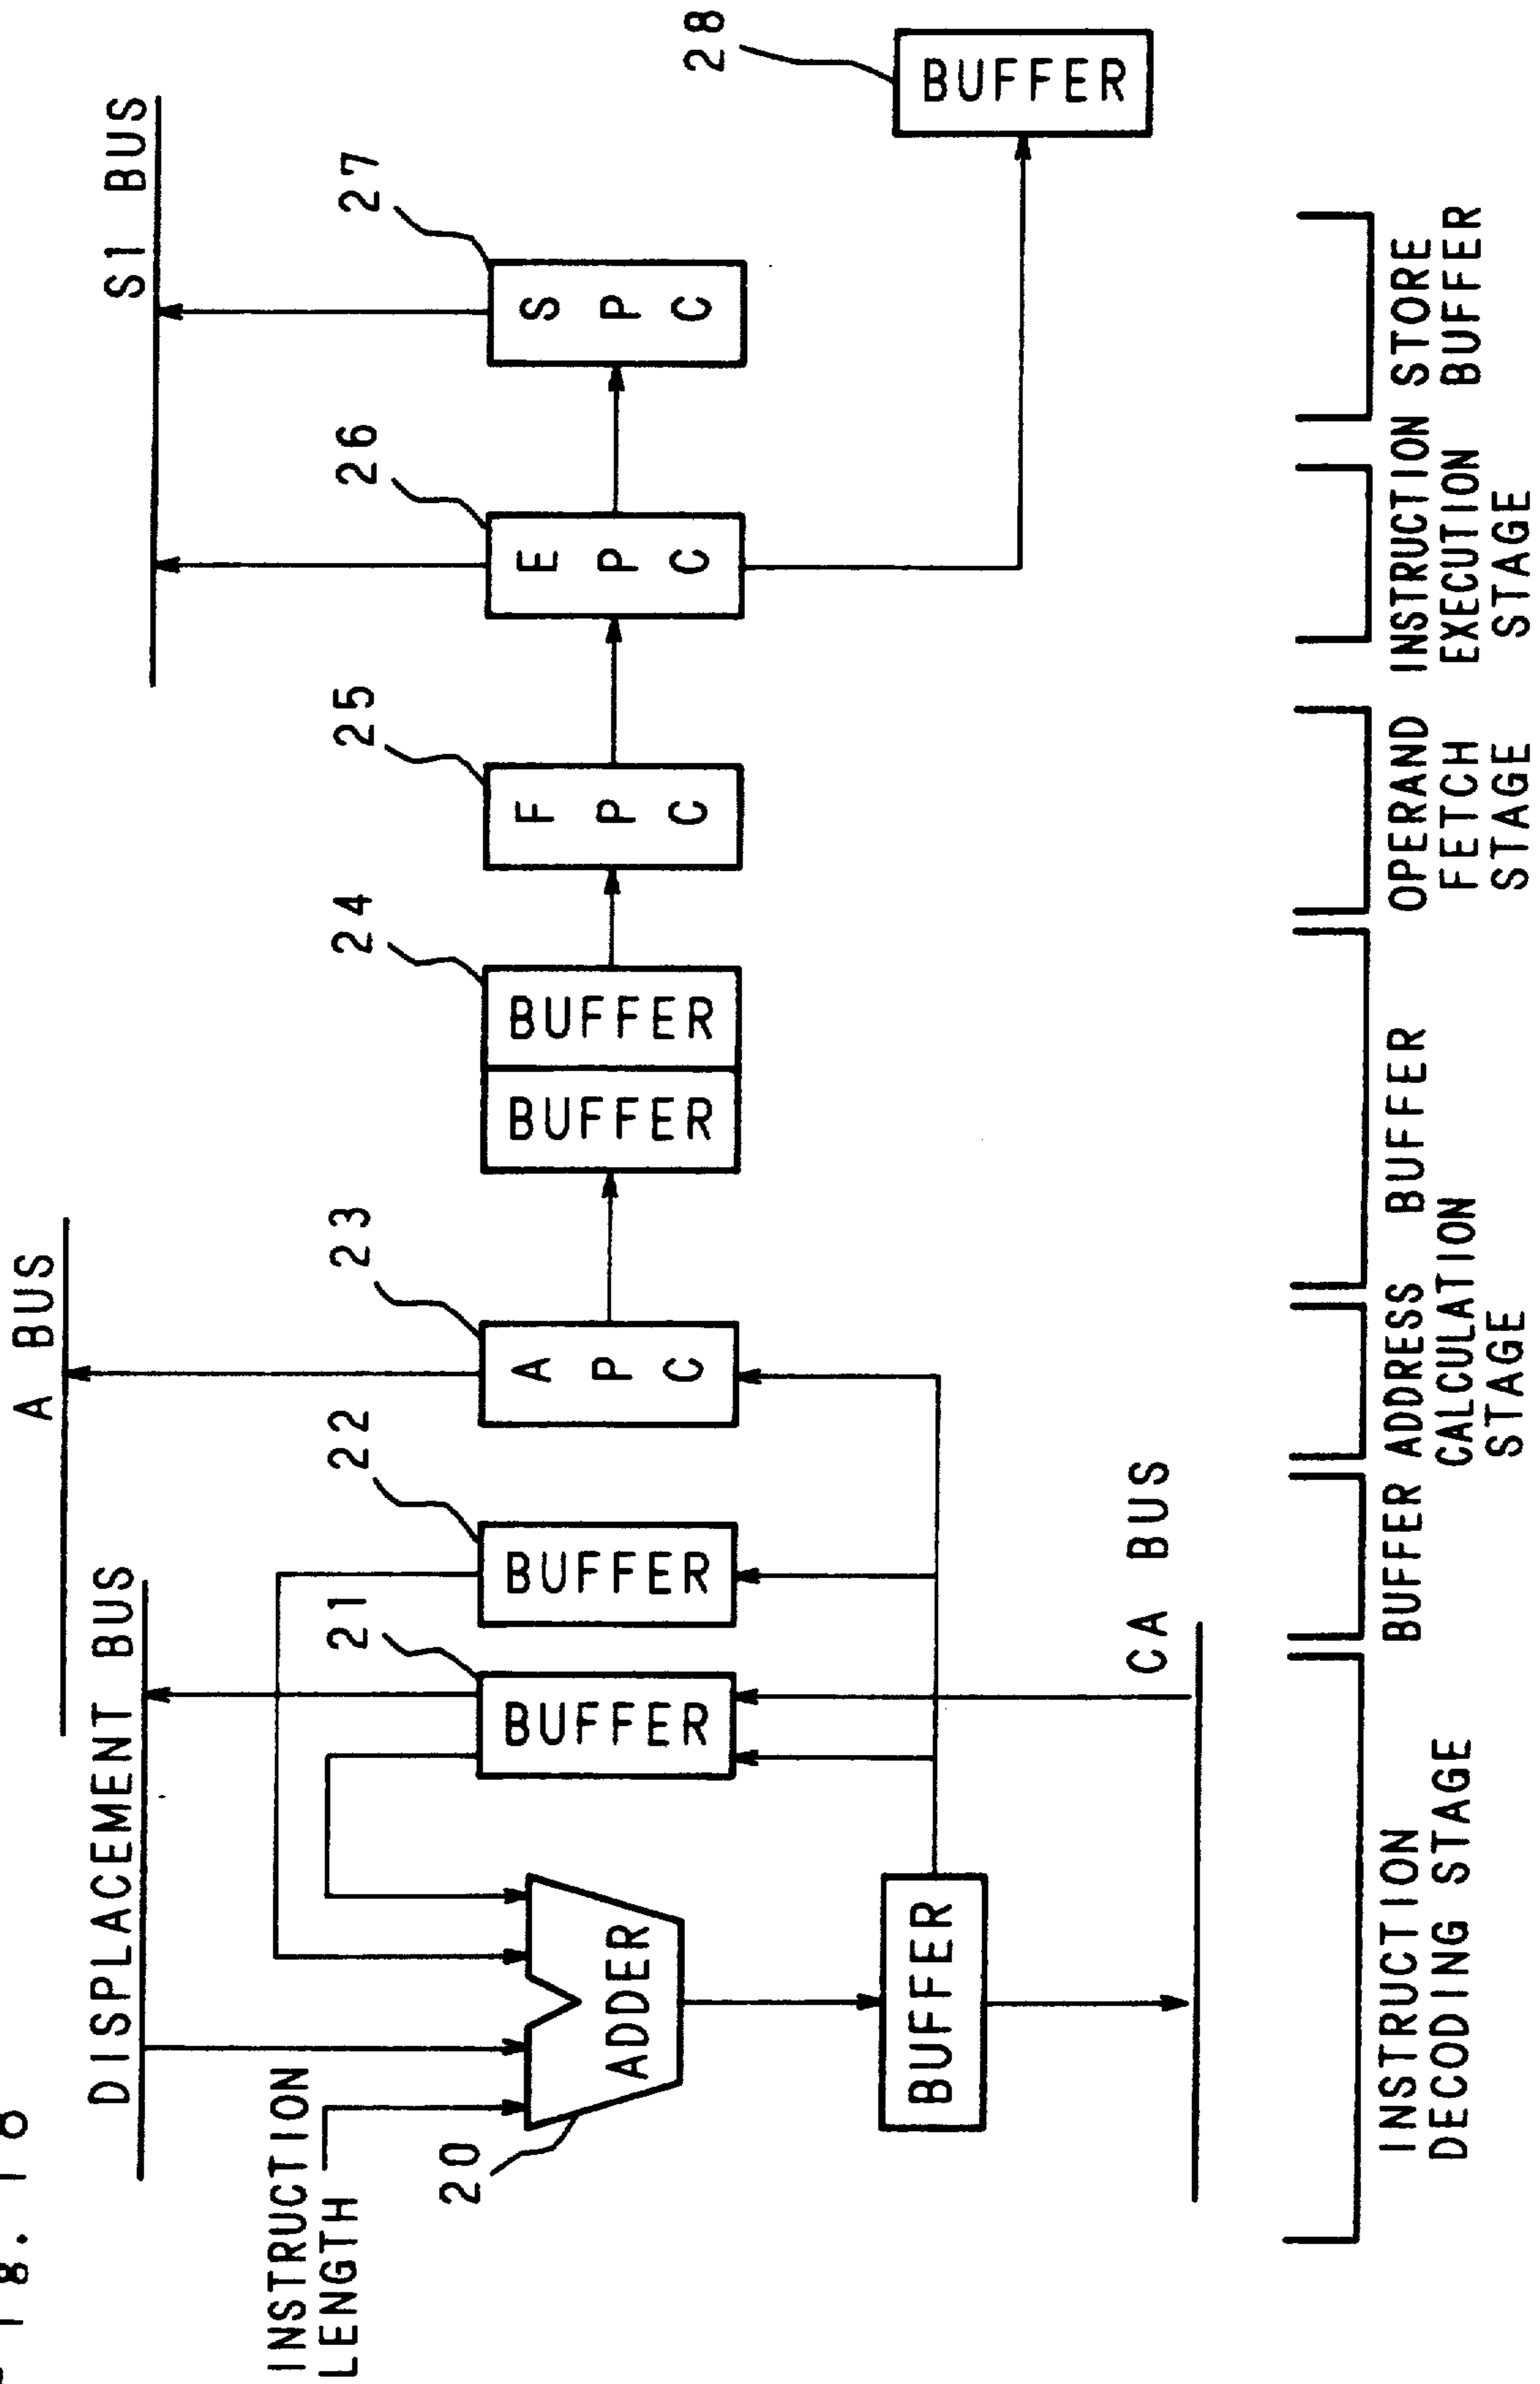 A BUS
S1 BUS
DISPLACEMENT BUS
INSTRUCTION
LENGTH
20
21
22
23
24
25
26
27
28
ADDER
BUFFER
BUFFER
BUFFER
A
P
C
BUFFER
BUFFER
F
P
C
E
P
C
S
P
C
BUFFER
CA BUS
INSTRUCTION
DECODING STAGE
BUFFER
ADDRESS
CALCULATION
STAGE
BUFFER
OPERAND
FETCH
STAGE
INSTRUCTION
EXECUTION
STAGE
STORE
BUFFER